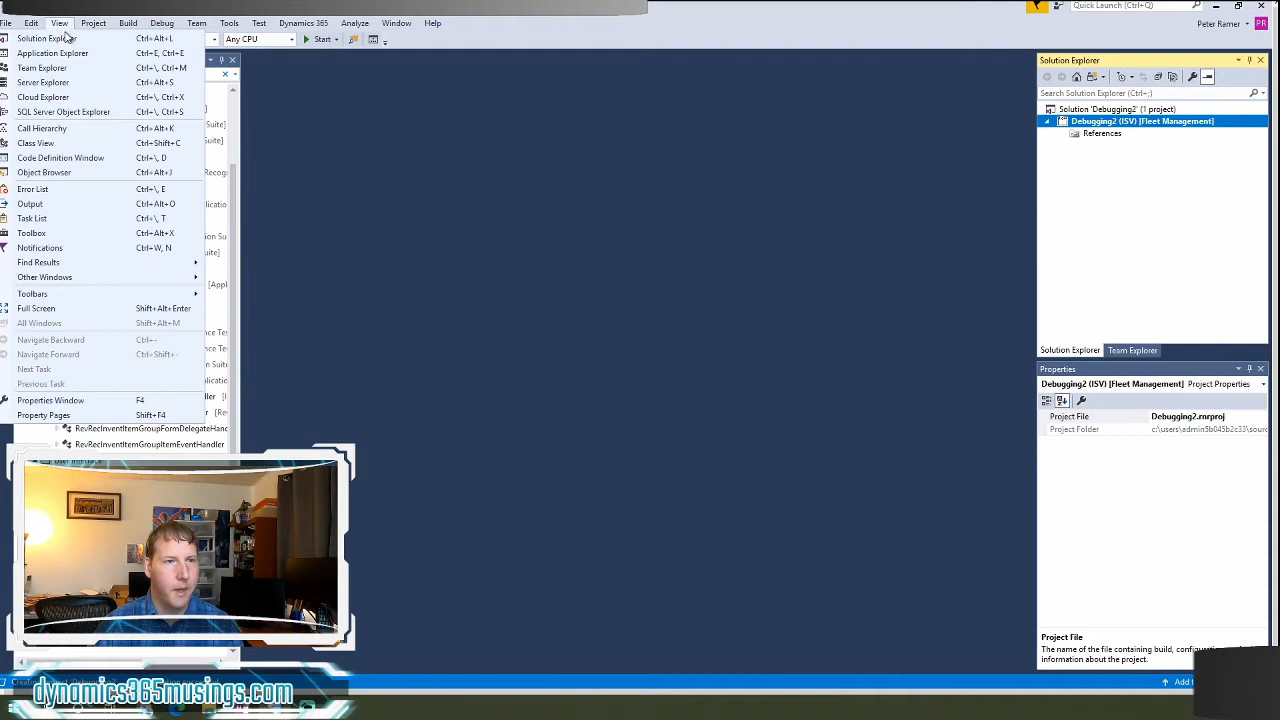 Quick Launch (Ctrl+;)
File Edit View Project Build Debug Team Tools Test Dynamics 365 Analyze Window Help
Peter Ramer PR
Any CPU Start
Solution Explorer Ctrl+Alt+L
Application Explorer Ctrl+E, Ctrl+E
Team Explorer Ctrl+\, Ctrl+M
Server Explorer Ctrl+Alt+S
Cloud Explorer Ctrl+\, Ctrl+X
SQL Server Object Explorer Ctrl+\, Ctrl+S
Call Hierarchy Ctrl+Alt+K
Class View Ctrl+Shift+C
Code Definition Window Ctrl+\, D
Object Browser Ctrl+Alt+J
Error List Ctrl+\, E
Output Ctrl+Alt+O
Task List Ctrl+\, T
Toolbox Ctrl+Alt+X
Notifications Ctrl+W, N
Find Results
Other Windows
Toolbars
Full Screen Shift+Alt+Enter
All Windows Shift+Alt+M
Navigate Backward Ctrl+-
Navigate Forward Ctrl+Shift+-
Next Task
Previous Task
Properties Window F4
Property Pages Shift+F4
RevRecInventItemGroupFormDelegateHand
RevRecInventItemGroupItemEventHandler
Solution Explorer
Search Solution Explorer (Ctrl+;)
Solution 'Debugging2' (1 project)
Debugging2 (ISV) [Fleet Management]
References
Solution Explorer Team Explorer
Properties
Debugging2 (ISV) [Fleet Management] Project Properties
Project File Debugging2.rnrproj
Project Folder c:\users\admin5b045b2c33\sourc
Project File
The name of the file containing build, configuration, and
information about the project.
Add to
dynamics365musings.com